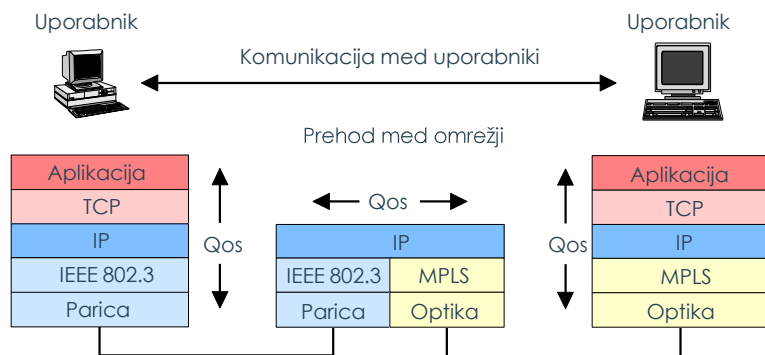 Uporabnik
Uporabnik
Komunikacija med uporabniki
Prehod med omrežji
Aplikacija
TCP
IP
IEEE 802.3
Parica
Qos
Qos
IP
IEEE 802.3
MPLS
Parica
Optika
Qos
Aplikacija
TCP
IP
MPLS
Optika